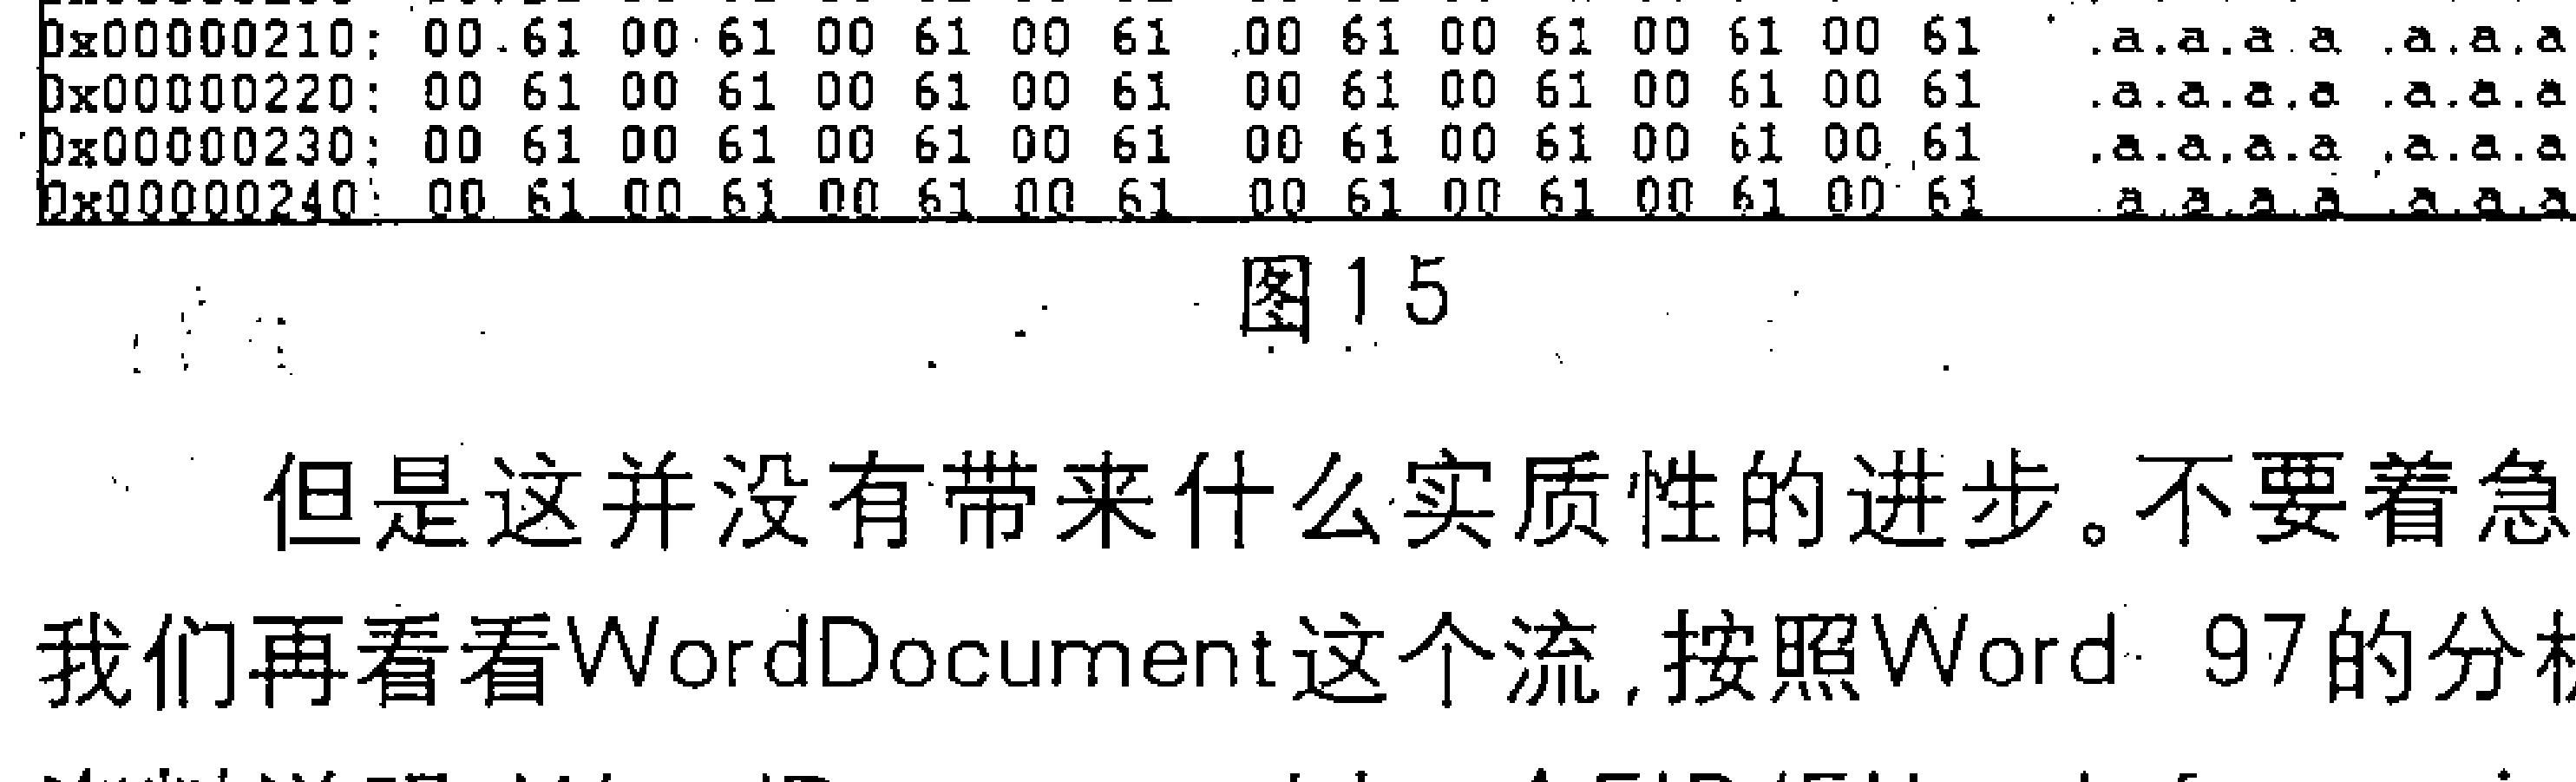 0x00000210: 00 61 00 61 00 61 00 61 00 61 00 61 00 61 00 61 .a.a.a a .a.a.a
0x00000220: 00 61 00 61 00 61 00 61 00 61 00 61 00 61 00 61 .a.a.a.a .a.a.a
0x00000230: 00 61 00 61 00 61 00 61 00 61 00 61 00 61 00 61 .a.a.a.a .a.a.a
0x00000240: 00 61 00 61 00 61 00 61 00 61 00 61 00 61 00 61 .a.a.a.a .a.a.a
图15
但是这并没有带来什么实质性的进步。不要着急
我们再看看WordDocument这个流,按照Word 97的分